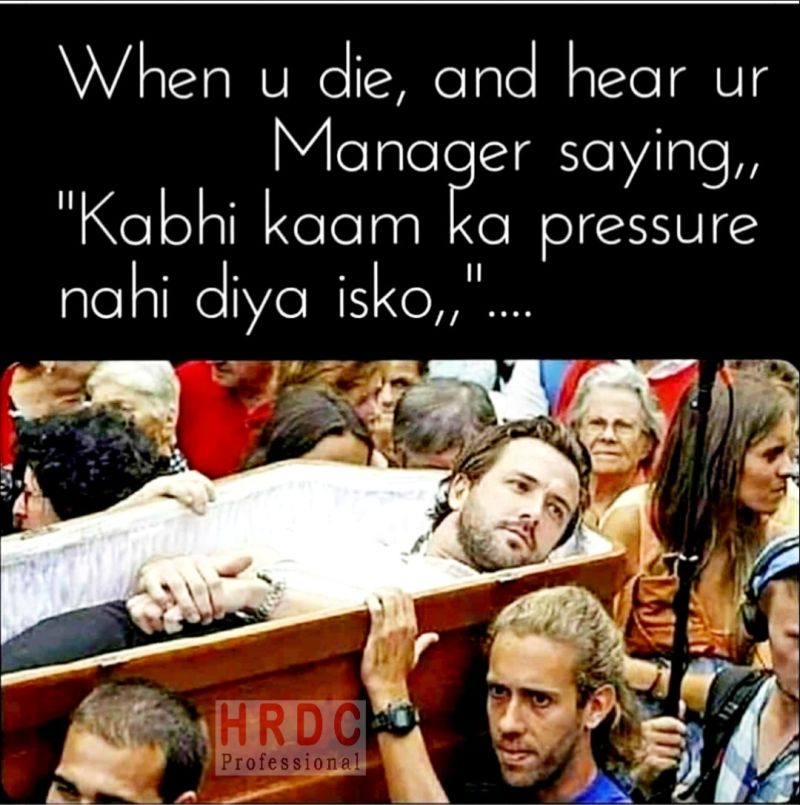 When u die, and hear ur
Manager saying,,
"Kabhi kaam ka pressure
nahi diya isko,,"....
HRDC
Professional